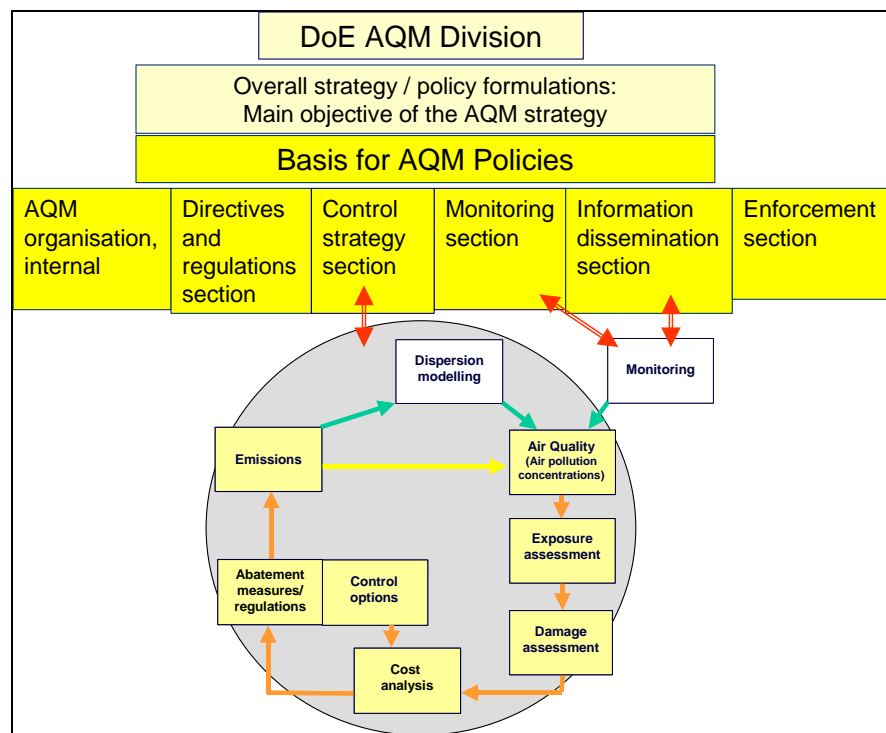 DoE AQM Division
Overall strategy / policy formulations:
Main objective of the AQM strategy
Basis for AQM Policies
AQM
organisation,
internal
Directives
and
regulations
section
Control
strategy
section
Monitoring
section
Information
dissemination
section
Enforcement
section
Dispersion
modelling
Monitoring
Emissions
Air Quality
(Air pollution
concentrations)
Exposure
assessment
Abatement
measures/
regulations
Control
options
Damage
assessment
Cost
analysis